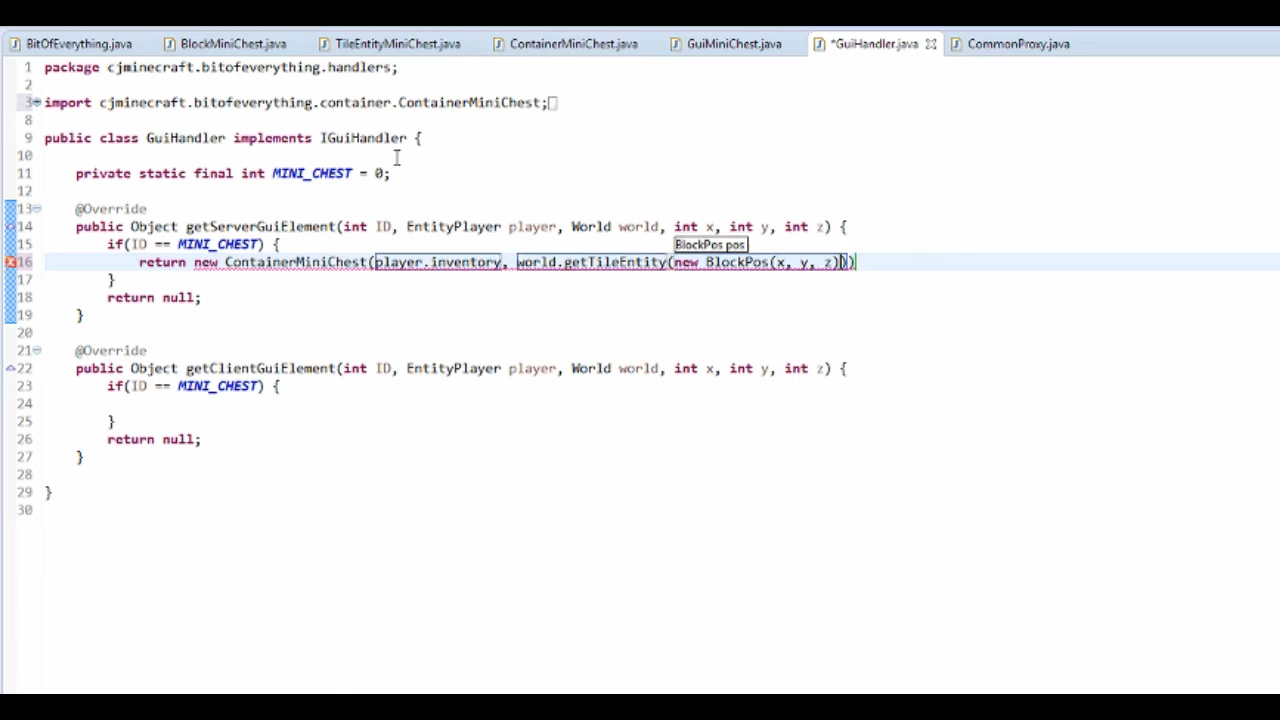 BitOfEverything.java BlockMiniChest.java TileEntityMiniChest.java ContainerMiniChest.java GuiMiniChest.java *GuiHandler.java CommonProxy.java
1 package cjminecraft.bitofeverything.handlers;
2
3 import cjminecraft.bitofeverything.container.ContainerMiniChest;
8
9 public class GuiHandler implements IGuiHandler {
10
11 private static final int MINI_CHEST = 0;
12
13 @Override
14 public Object getServerGuiElement(int ID, EntityPlayer player, World world, int x, int y, int z) {
15 if(ID == MINI_CHEST) {
BlockPos pos
16 return new ContainerMiniChest(player.inventory, world.getTileEntity(new BlockPos(x, y, z)))
17 }
18 return null;
19 }
20
21 @Override
22 public Object getClientGuiElement(int ID, EntityPlayer player, World world, int x, int y, int z) {
23 if(ID == MINI_CHEST) {
24
25 }
26 return null;
27 }
28
29 }
30